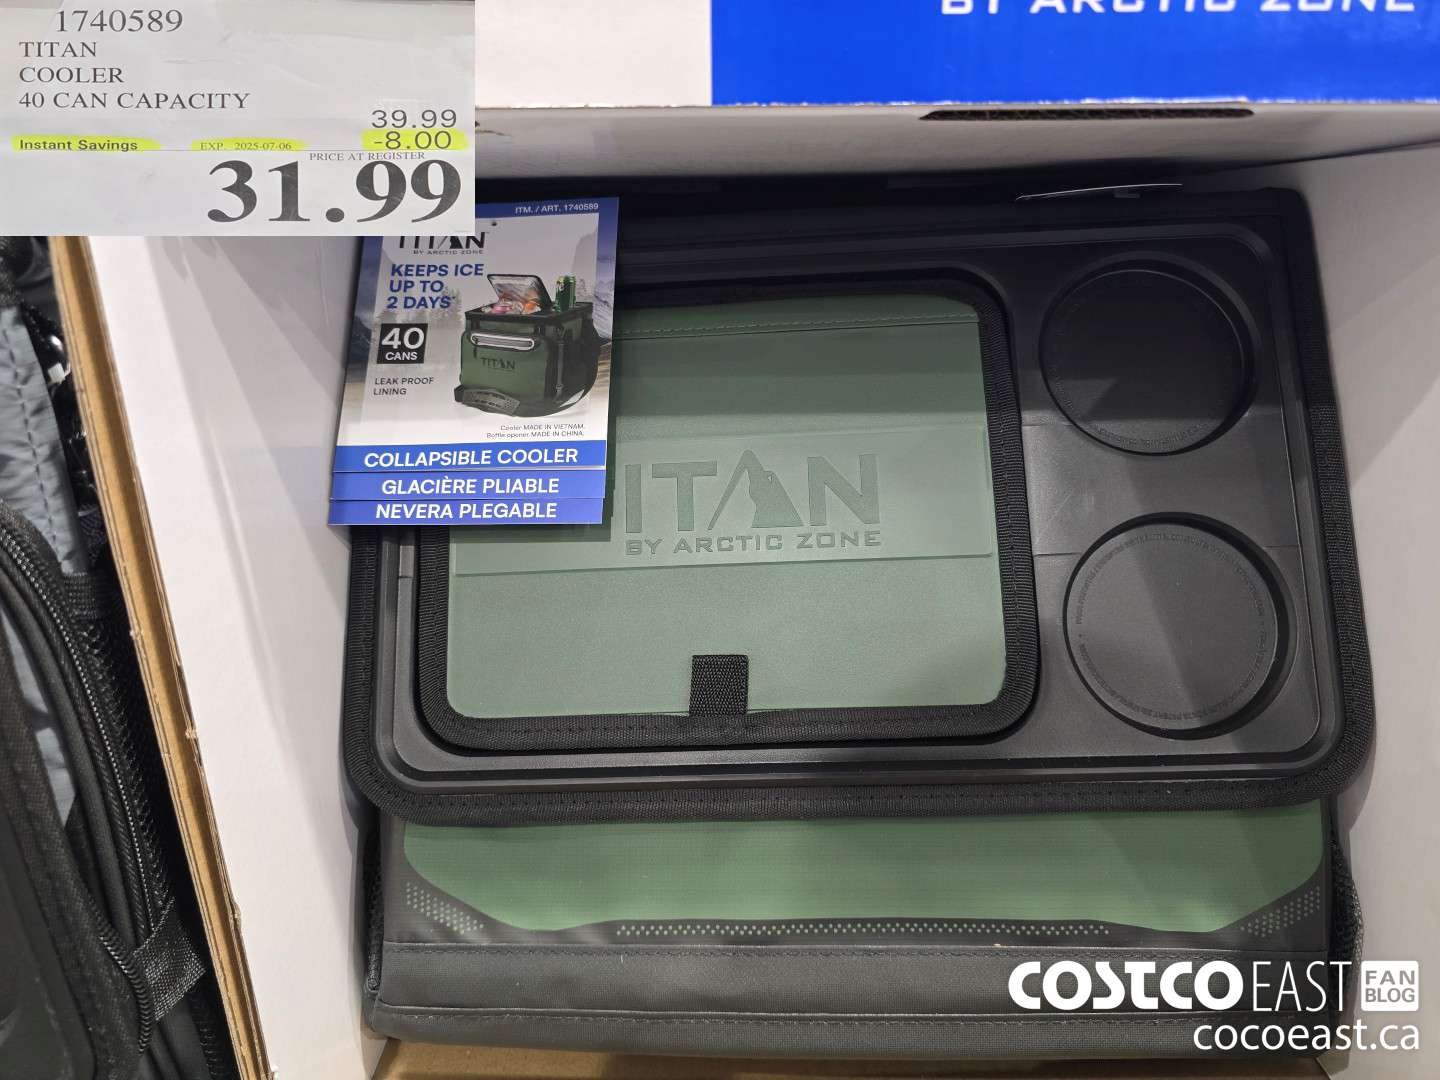 1740589
TITAN
COOLER
40 CAN CAPACITY
39.99
Instant Savings EXP. 2025-07-06 -8.00
PRICE AT REGISTER
31.99
BY ARCTIC ZONE
ITM. / ART. 1740589
TITAN
BY ARCTIC ZONE
KEEPS ICE
UP TO
2 DAYS*
40
CANS
LEAK PROOF
LINING
TITAN
Cooler MADE IN VIETNAM.
Bottle opener MADE IN CHINA.
COLLAPSIBLE COOLER
GLACIÈRE PLIABLE
NEVERA PLEGABLE
ITAN
BY ARCTIC ZONE
COSTCO EAST FAN
BLOG
cocoeast.ca